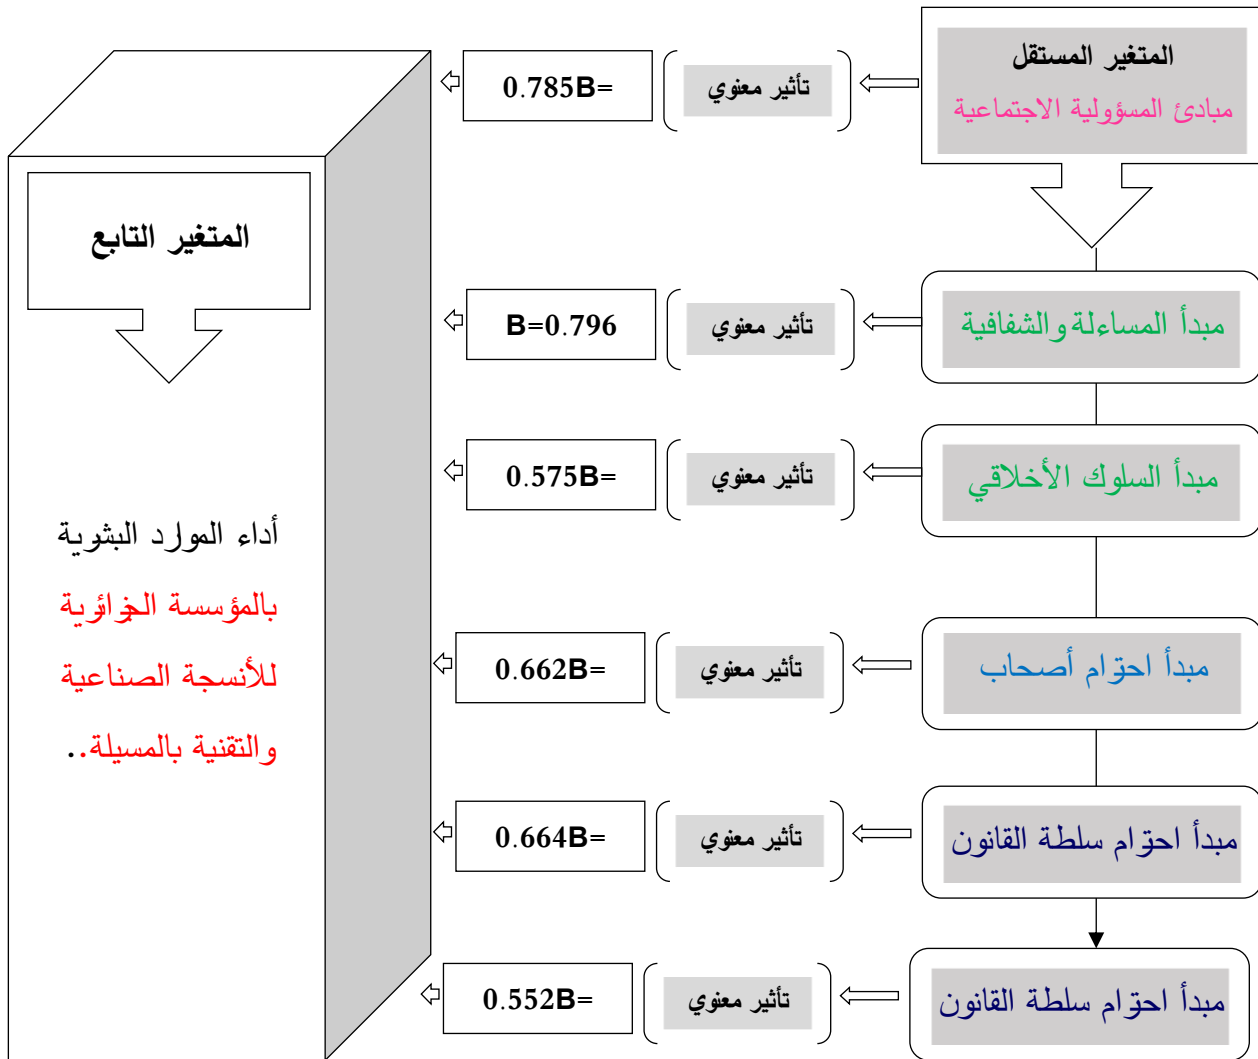 المتغير المستقل
مبادئ المسؤولية الاجتماعية
تأثير معنوي
0.785B=
المتغير التابع
مبدأ المساءلة والشفافية
تأثير معنوي
B=0.796
مبدأ السلوك الأخلاقي
تأثير معنوي
0.575B=
أداء الموارد البشرية
بالمؤسسة الجزائرية
للأنسجة الصناعية
والتقنية بالمسيلة..
مبدأ احترام أصحاب
تأثير معنوي
0.662B=
مبدأ احترام سلطة القانون
تأثير معنوي
0.664B=
مبدأ احترام سلطة القانون
تأثير معنوي
0.552B=